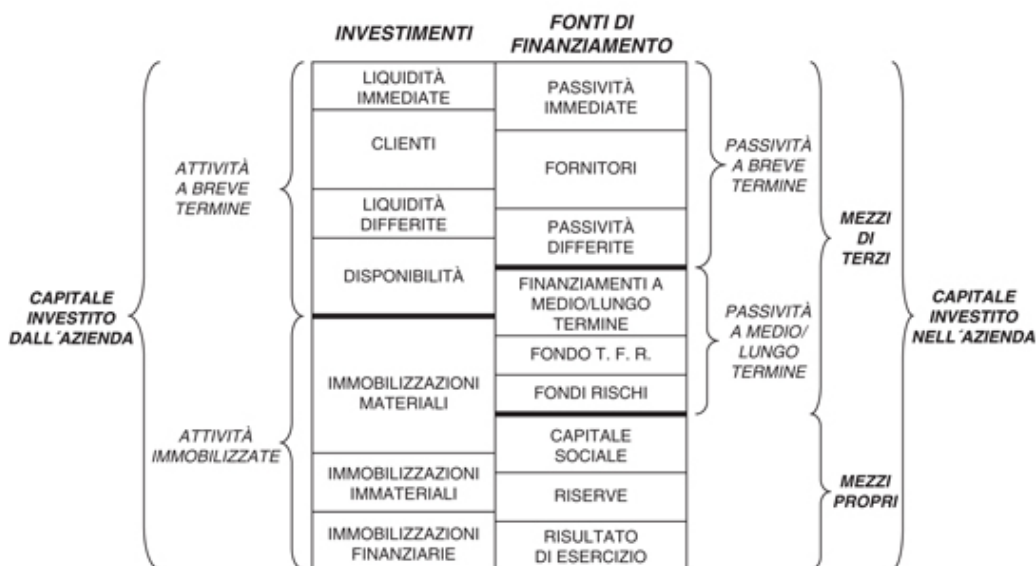 INVESTIMENTI
FONTI DI
FINANZIAMENTO
CAPITALE
INVESTITO
DALL´AZIENDA
ATTIVITÀ
A BREVE
TERMINE
ATTIVITÀ
IMMOBILIZZATE
LIQUIDITÀ
IMMEDIATE
CLIENTI
LIQUIDITÀ
DIFFERITE
DISPONIBILITÀ
IMMOBILIZZAZIONI
MATERIALI
IMMOBILIZZAZIONI
IMMATERIALI
IMMOBILIZZAZIONI
FINANZIARIE
PASSIVITÀ
IMMEDIATE
FORNITORI
PASSIVITÀ
DIFFERITE
FINANZIAMENTI A
MEDIO/LUNGO
TERMINE
FONDO T. F. R.
FONDI RISCHI
CAPITALE
SOCIALE
RISERVE
RISULTATO
DI ESERCIZIO
PASSIVITÀ
A BREVE
TERMINE
PASSIVITÀ
A MEDIO/
LUNGO
TERMINE
MEZZI
DI
TERZI
MEZZI
PROPRI
CAPITALE
INVESTITO
NELL´AZIENDA